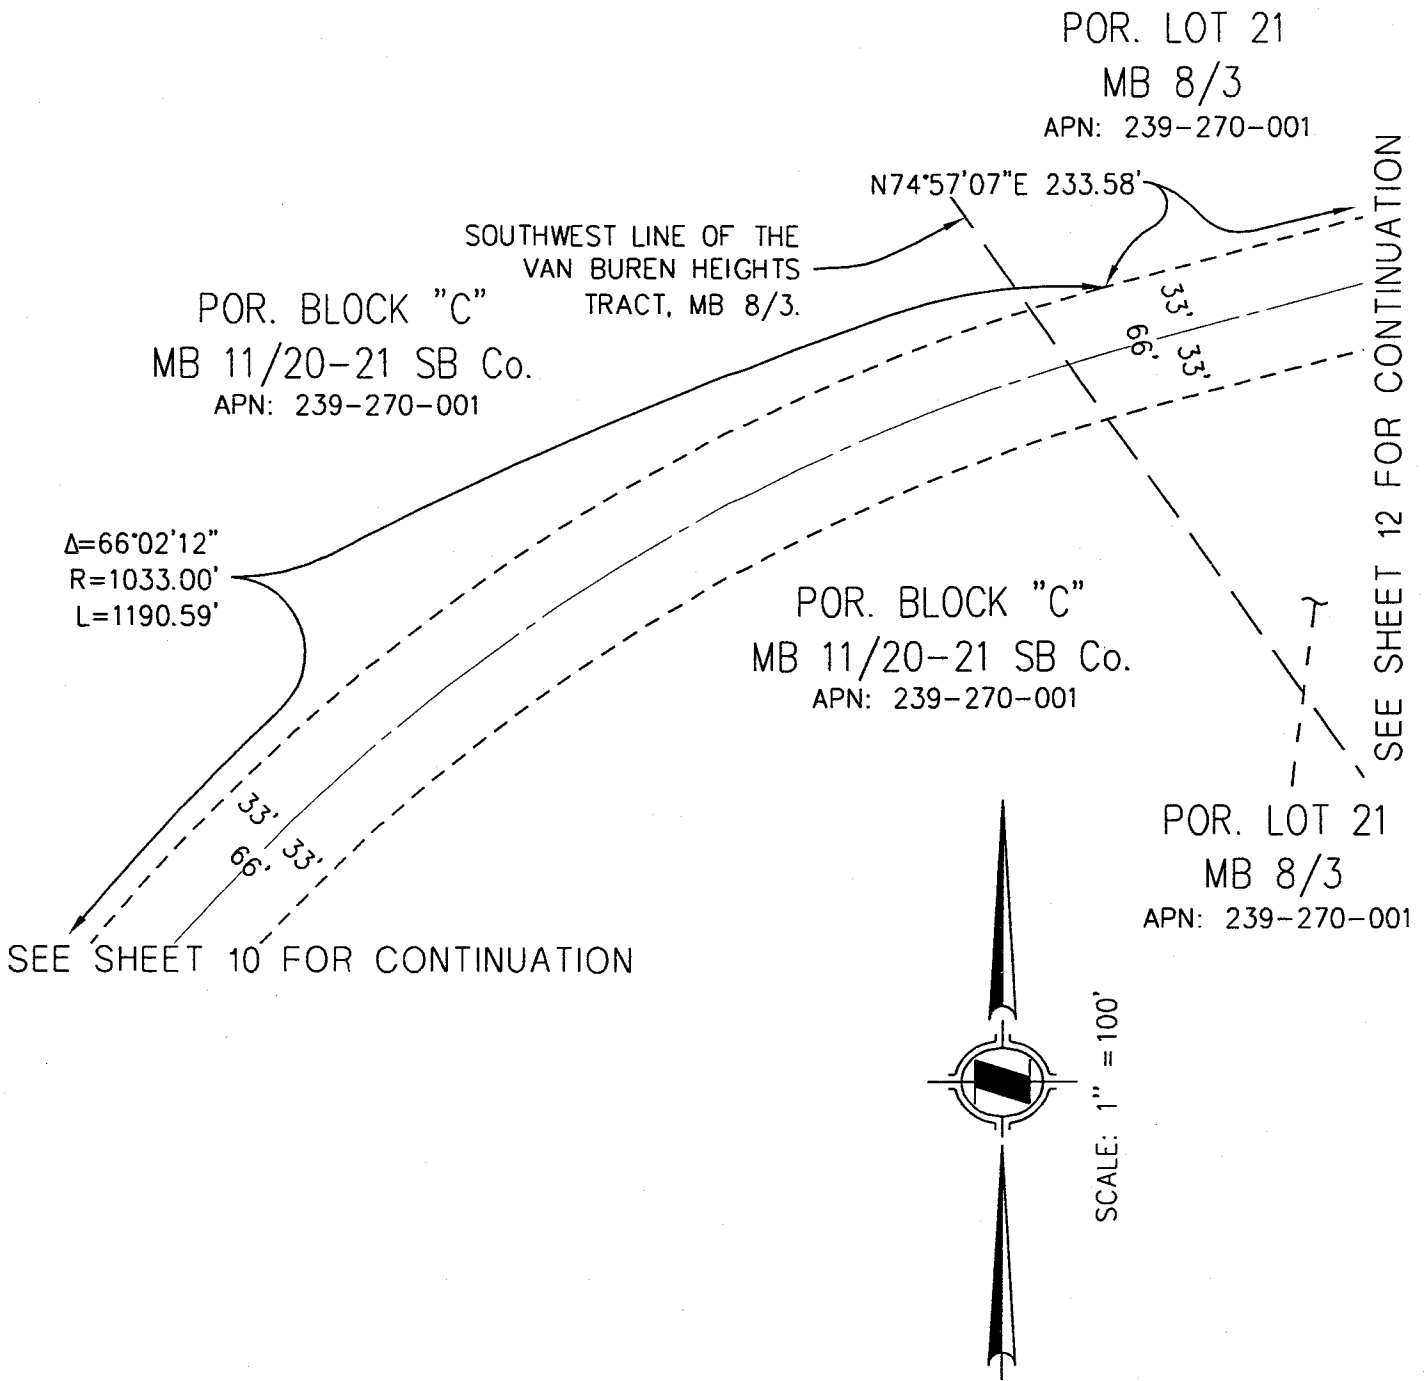 POR. LOT 21
MB 8/3
APN: 239-270-001
N74°57'07"E 233.58'
SOUTHWEST LINE OF THE
VAN BUREN HEIGHTS
TRACT, MB 8/3.
POR. BLOCK "C"
MB 11/20-21 SB Co.
APN: 239-270-001
33'
66'
33'
SEE SHEET 12 FOR CONTINUATION
Δ=66°02'12"
R=1033.00'
L=1190.59'
POR. BLOCK "C"
MB 11/20-21 SB Co.
APN: 239-270-001
33'
33'
66'
POR. LOT 21
MB 8/3
APN: 239-270-001
SEE SHEET 10 FOR CONTINUATION
SCALE: 1" = 100'